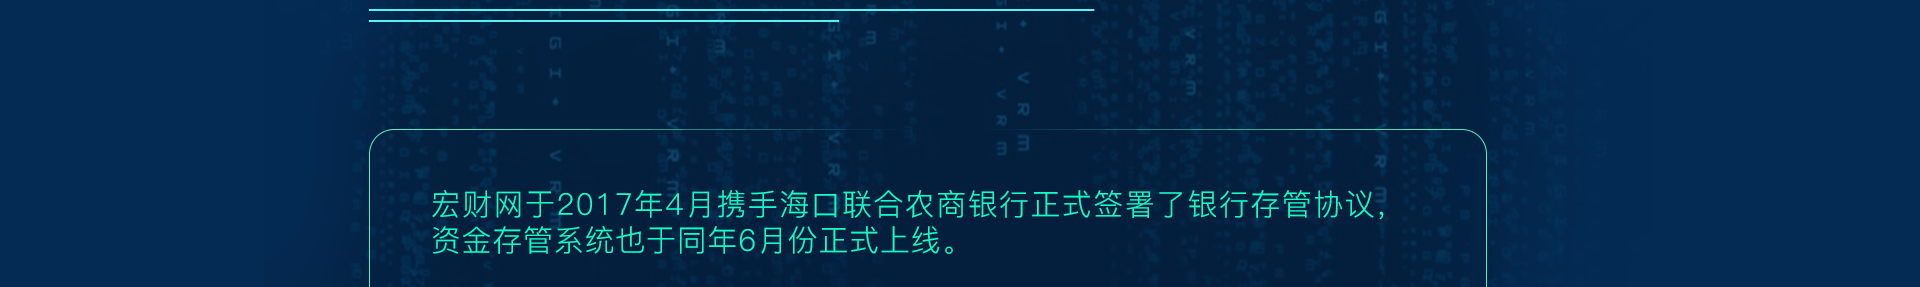 宏财网于2017年4月携手海口联合农商银行正式签署了银行存管协议，
资金存管系统也于同年6月份正式上线。